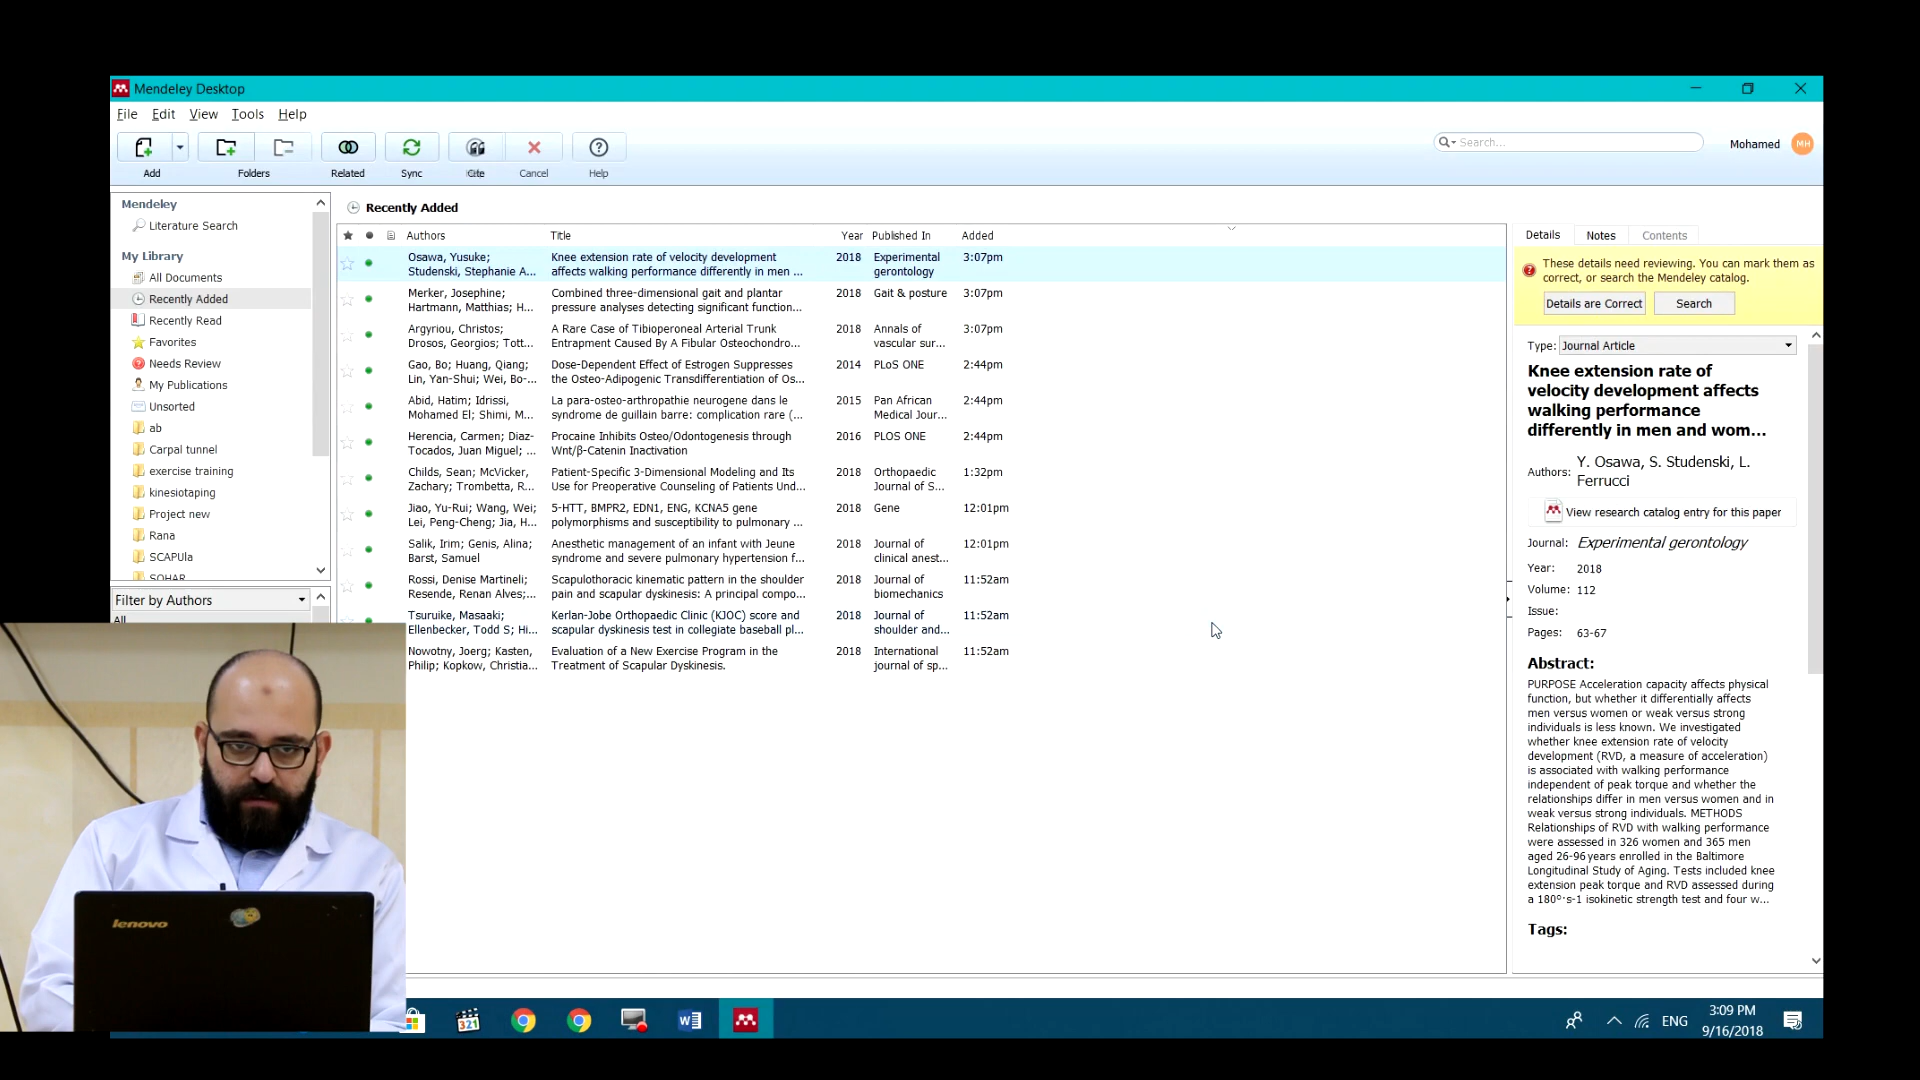 Mendeley Desktop
File Edit View Tools Help
Search...
Mohamed MH
Add Folders Related Sync Cite Cancel Help
Mendeley
Literature Search
My Library
All Documents
Recently Added
Recently Read
Favorites
Needs Review
My Publications
Unsorted
ab
Carpal tunnel
exercise training
kinesiotaping
Project new
Rana
SCAPUla
SOHAR
Filter by Authors
All
Recently Added
Authors Title Year Published In Added
Osawa, Yusuke; Knee extension rate of velocity development 2018 Experimental 3:07pm
Studenski, Stephanie A... affects walking performance differently in men ... gerontology
Merker, Josephine; Combined three-dimensional gait and plantar 2018 Gait & posture 3:07pm
Hartmann, Matthias; H... pressure analyses detecting significant function...
Argyriou, Christos; A Rare Case of Tibioperoneal Arterial Trunk 2018 Annals of 3:07pm
Drosos, Georgios; Tott... Entrapment Caused By A Fibular Osteochondro... vascular sur...
Gao, Bo; Huang, Qiang; Dose-Dependent Effect of Estrogen Suppresses 2014 PLoS ONE 2:44pm
Lin, Yan-Shui; Wei, Bo-... the Osteo-Adipogenic Transdifferentiation of Os...
Abid, Hatim; Idrissi, La para-osteo-arthropathie neurogene dans le 2015 Pan African 2:44pm
Mohamed El; Shimi, M... syndrome de guillain barre: complication rare (... Medical Jour...
Herencia, Carmen; Diaz- Procaine Inhibits Osteo/Odontogenesis through 2016 PLOS ONE 2:44pm
Tocados, Juan Miguel; ... Wnt/β-Catenin Inactivation
Childs, Sean; McVicker, Patient-Specific 3-Dimensional Modeling and Its 2018 Orthopaedic 1:32pm
Zachary; Trombetta, R... Use for Preoperative Counseling of Patients Und... Journal of S...
Jiao, Yu-Rui; Wang, Wei; 5-HTT, BMPR2, EDN1, ENG, KCNA5 gene 2018 Gene 12:01pm
Lei, Peng-Cheng; Jia, H... polymorphisms and susceptibility to pulmonary ...
Salik, Irim; Genis, Alina; Anesthetic management of an infant with Jeune 2018 Journal of 12:01pm
Barst, Samuel syndrome and severe pulmonary hypertension f... clinical anest...
Rossi, Denise Martineli; Scapulothoracic kinematic pattern in the shoulder 2018 Journal of 11:52am
Resende, Renan Alves;... pain and scapular dyskinesis: A principal compo... biomechanics
Tsuruike, Masaaki; Kerlan-Jobe Orthopaedic Clinic (KJOC) score and 2018 Journal of 11:52am
Ellenbecker, Todd S; Hi... scapular dyskinesis test in collegiate baseball pl... shoulder and...
Nowotny, Joerg; Kasten, Evaluation of a New Exercise Program in the 2018 International 11:52am
Philip; Kopkow, Christia... Treatment of Scapular Dyskinesis. journal of sp...
Details Notes Contents
These details need reviewing. You can mark them as
correct, or search the Mendeley catalog.
Details are Correct Search
Type: Journal Article
Knee extension rate of
velocity development affects
walking performance
differently in men and wom...
Authors: Y. Osawa, S. Studenski, L.
Ferrucci
View research catalog entry for this paper
Journal: Experimental gerontology
Year: 2018
Volume: 112
Issue:
Pages: 63-67
Abstract:
PURPOSE Acceleration capacity affects physical
function, but whether it differentially affects
men versus women or weak versus strong
individuals is less known. We investigated
whether knee extension rate of velocity
development (RVD, a measure of acceleration)
is associated with walking performance
independent of peak torque and whether the
relationships differ in men versus women and in
weak versus strong individuals. METHODS
Relationships of RVD with walking performance
were assessed in 326 women and 365 men
aged 26-96 years enrolled in the Baltimore
Longitudinal Study of Aging. Tests included knee
extension peak torque and RVD assessed during
a 180°·s-1 isokinetic strength test and four w...
Tags:
lenovo
321
ENG
3:09 PM
9/16/2018